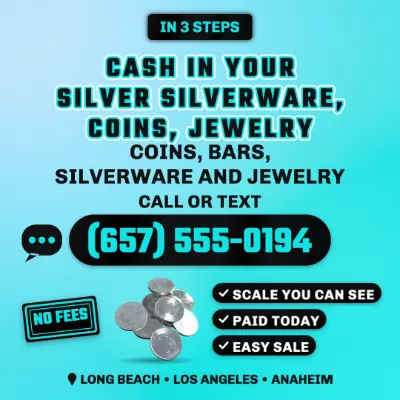 IN 3 STEPS
CASH IN YOUR
SILVER SILVERWARE,
COINS, JEWELRY
COINS, BARS,
SILVERWARE AND JEWELRY
CALL OR TEXT
(657) 555-0194
NO FEES
SCALE YOU CAN SEE
PAID TODAY
EASY SALE
LONG BEACH • LOS ANGELES • ANAHEIM